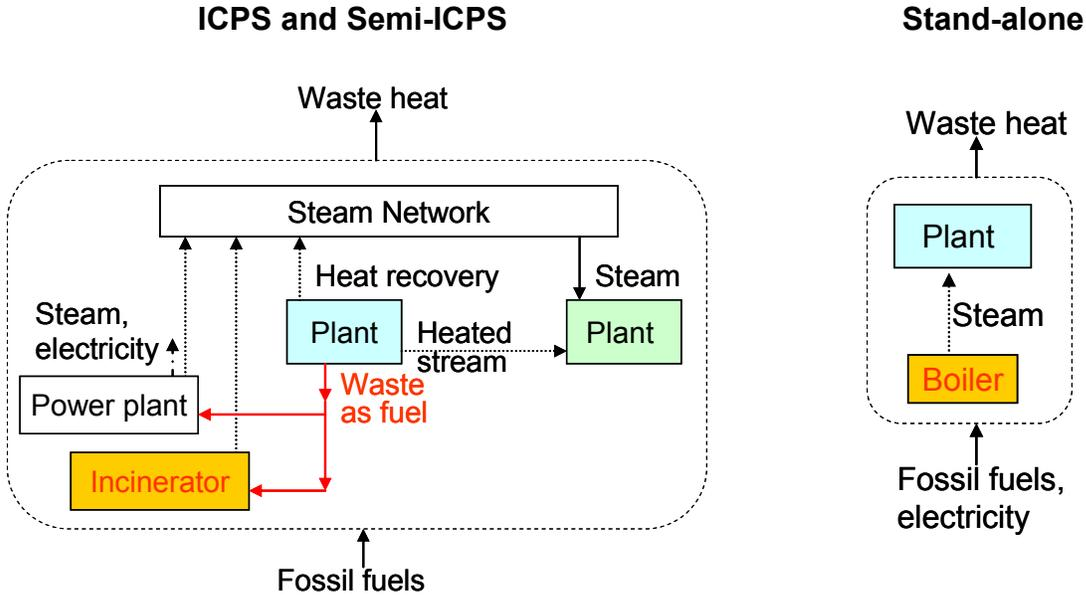 ICPS and Semi-ICPS
Stand-alone
Waste heat
Steam Network
Heat recovery
Steam
Steam,
electricity
Plant
Heated
stream
Plant
Waste
as fuel
Power plant
Incinerator
Fossil fuels
Waste heat
Plant
Steam
Boiler
Fossil fuels,
electricity